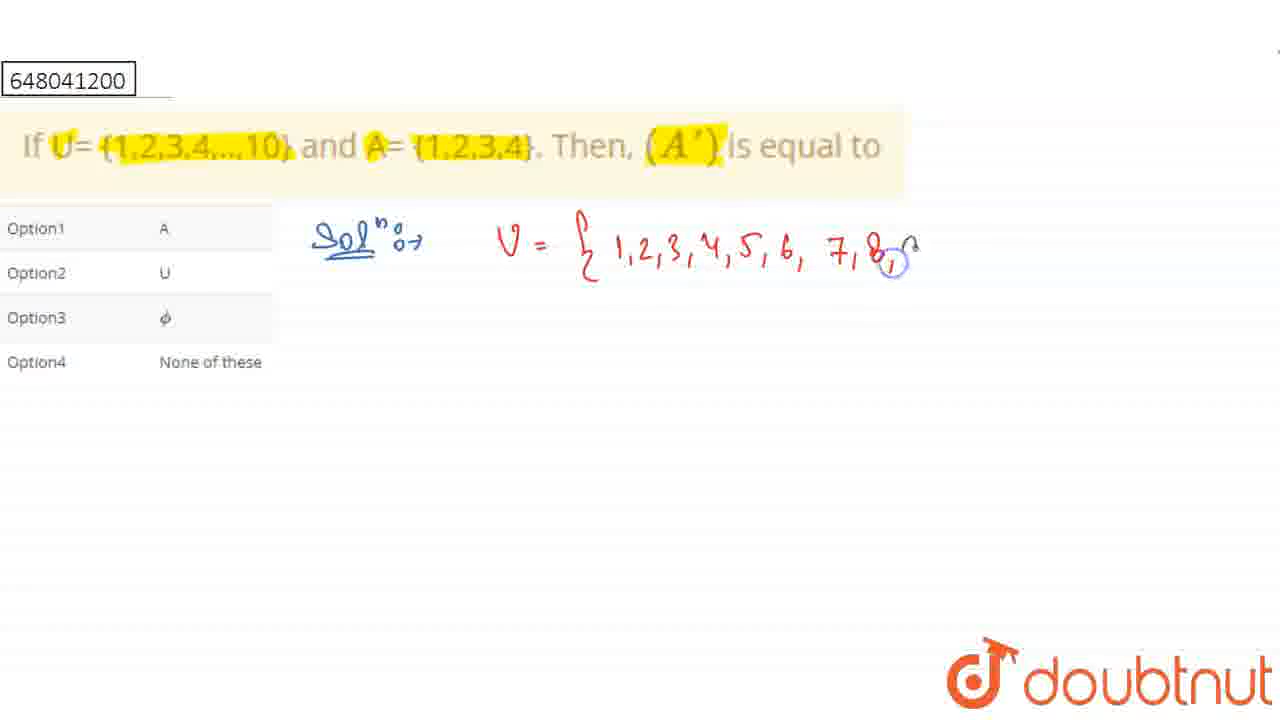 648041200
If U= {1,2,3,4,..,10} and A= {1,2,3,4}. Then, (A′) is equal to
Option1 A
Option2 U
Option3 ϕ
Option4 None of these
Solⁿ:→ U = { 1,2,3,4,5,6, 7,8,
doubtnut